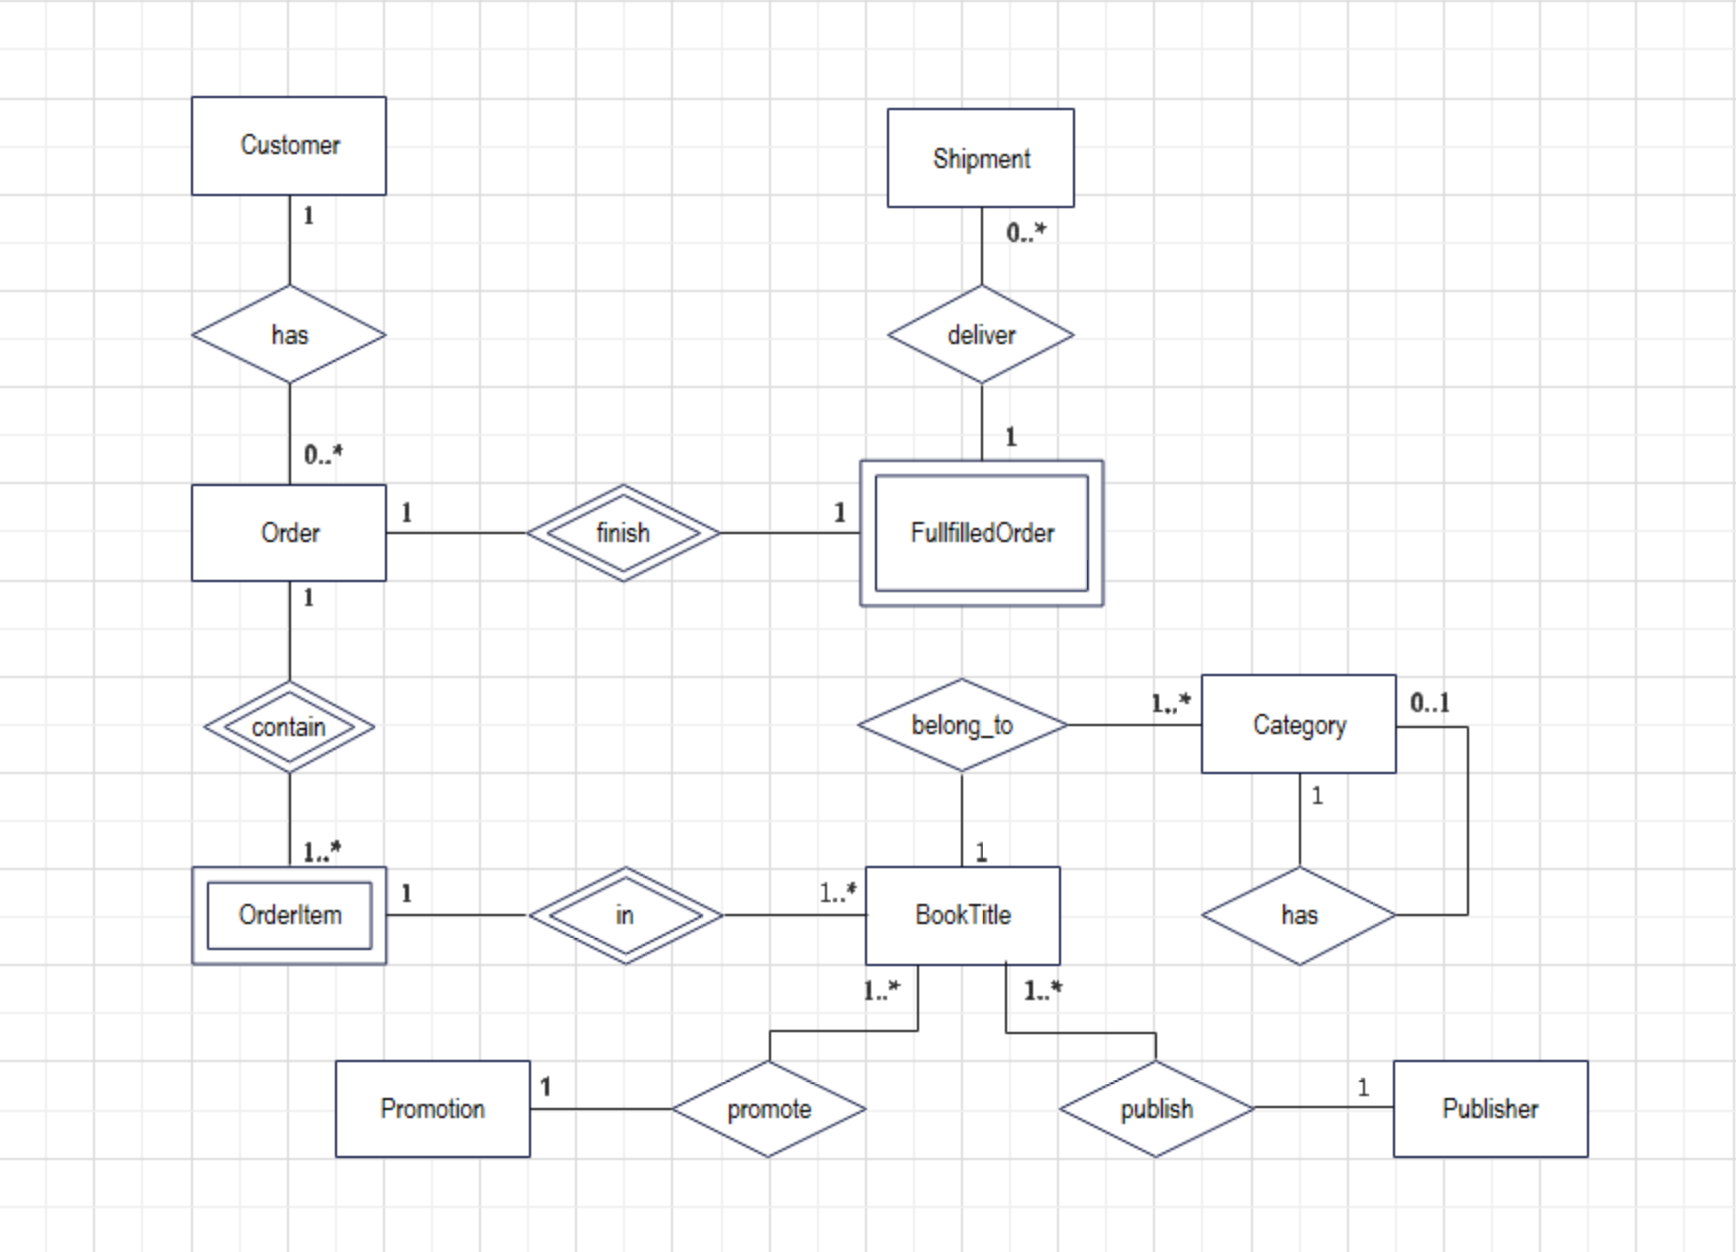 Customer
Shipment
1
0..*
has
deliver
0..*
1
Order
1
finish
1
FullfilledOrder
1
contain
belong_to
1..*
Category
0..1
1
1..*
1
OrderItem
1
in
1..*
BookTitle
has
1..*
1..*
Promotion
1
promote
publish
1
Publisher